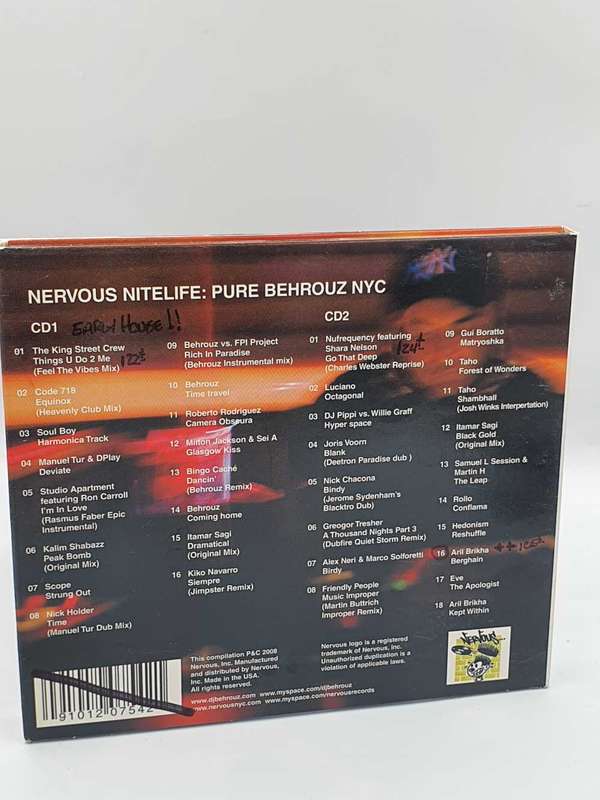 NERVOUS NITELIFE: PURE BEHROUZ NYC
CD1 EARLY HOUSE!!
01 The King Street Crew
Things U Do 2 Me
(Feel The Vibes Mix)
02 Code 718
Equinox
(Heavenly Club Mix)
03 Soul Boy
Harmonica Track
04 Manuel Tur & DPlay
Deviate
05 Studio Apartment
featuring Ron Carroll
I'm In Love
(Rasmus Faber Epic
Instrumental)
06 Kalim Shabazz
Peak Bomb
(Original Mix)
07 Scope
Strung Out
08 Nick Holder
Time
(Manuel Tur Dub Mix)
09 Behrouz vs. FPI Project
Rich In Paradise
(Behrouz Instrumental mix)
10 Behrouz
Time travel
11 Roberto Rodriguez
Camera Obscura
12 Milton Jackson & Sei A
Glasgow Kiss
13 Bingo Caché
Dancin'
(Behrouz Remix)
14 Behrouz
Coming home
15 Itamar Sagi
Dramatical
(Original Mix)
16 Kiko Navarro
Siempre
(Jimpster Remix)
CD2
01 Nufrequency featuring
Shara Nelson
Go That Deep
(Charles Webster Reprise)
02 Luciano
Octagonal
03 DJ Pippi vs. Willie Graff
Hyper space
04 Joris Voorn
Blank
(Deetron Paradise dub )
05 Nick Chacona
Bindy
(Jerome Sydenham's
Blacktro Dub)
06 Greogor Tresher
A Thousand Nights Part 3
(Dubfire Quiet Storm Remix)
07 Alex Neri & Marco Solforetti
Birdy
08 Friendly People
Music Improper
(Martin Buttrich
Improper Remix)
09 Gui Boratto
Matryoshka
10 Taho
Forest of Wonders
11 Taho
Shambhall
(Josh Winks Interpertation)
12 Itamar Sagi
Black Gold
(Original Mix)
13 Samuel L Session &
Martin H
The Leap
14 Rollo
Conflama
15 Hedonism
Reshuffle
16 Aril Brikha
Berghain
17 Eve
The Apologist
18 Aril Brikha
Kept Within
This compilation P&C 2008
Nervous, Inc. Manufactured
and distributed by Nervous,
Inc. Made in the USA.
All rights reserved.
Nervous logo is a registered
trademark of Nervous, Inc.
Unauthorized duplication is a
violation of applicable laws.
www.djbehrouz.com www.myspace.com/djbehrouz
www.nervousnyc.com www.myspace.com/nervousrecords
91012 07542
NERVOUS